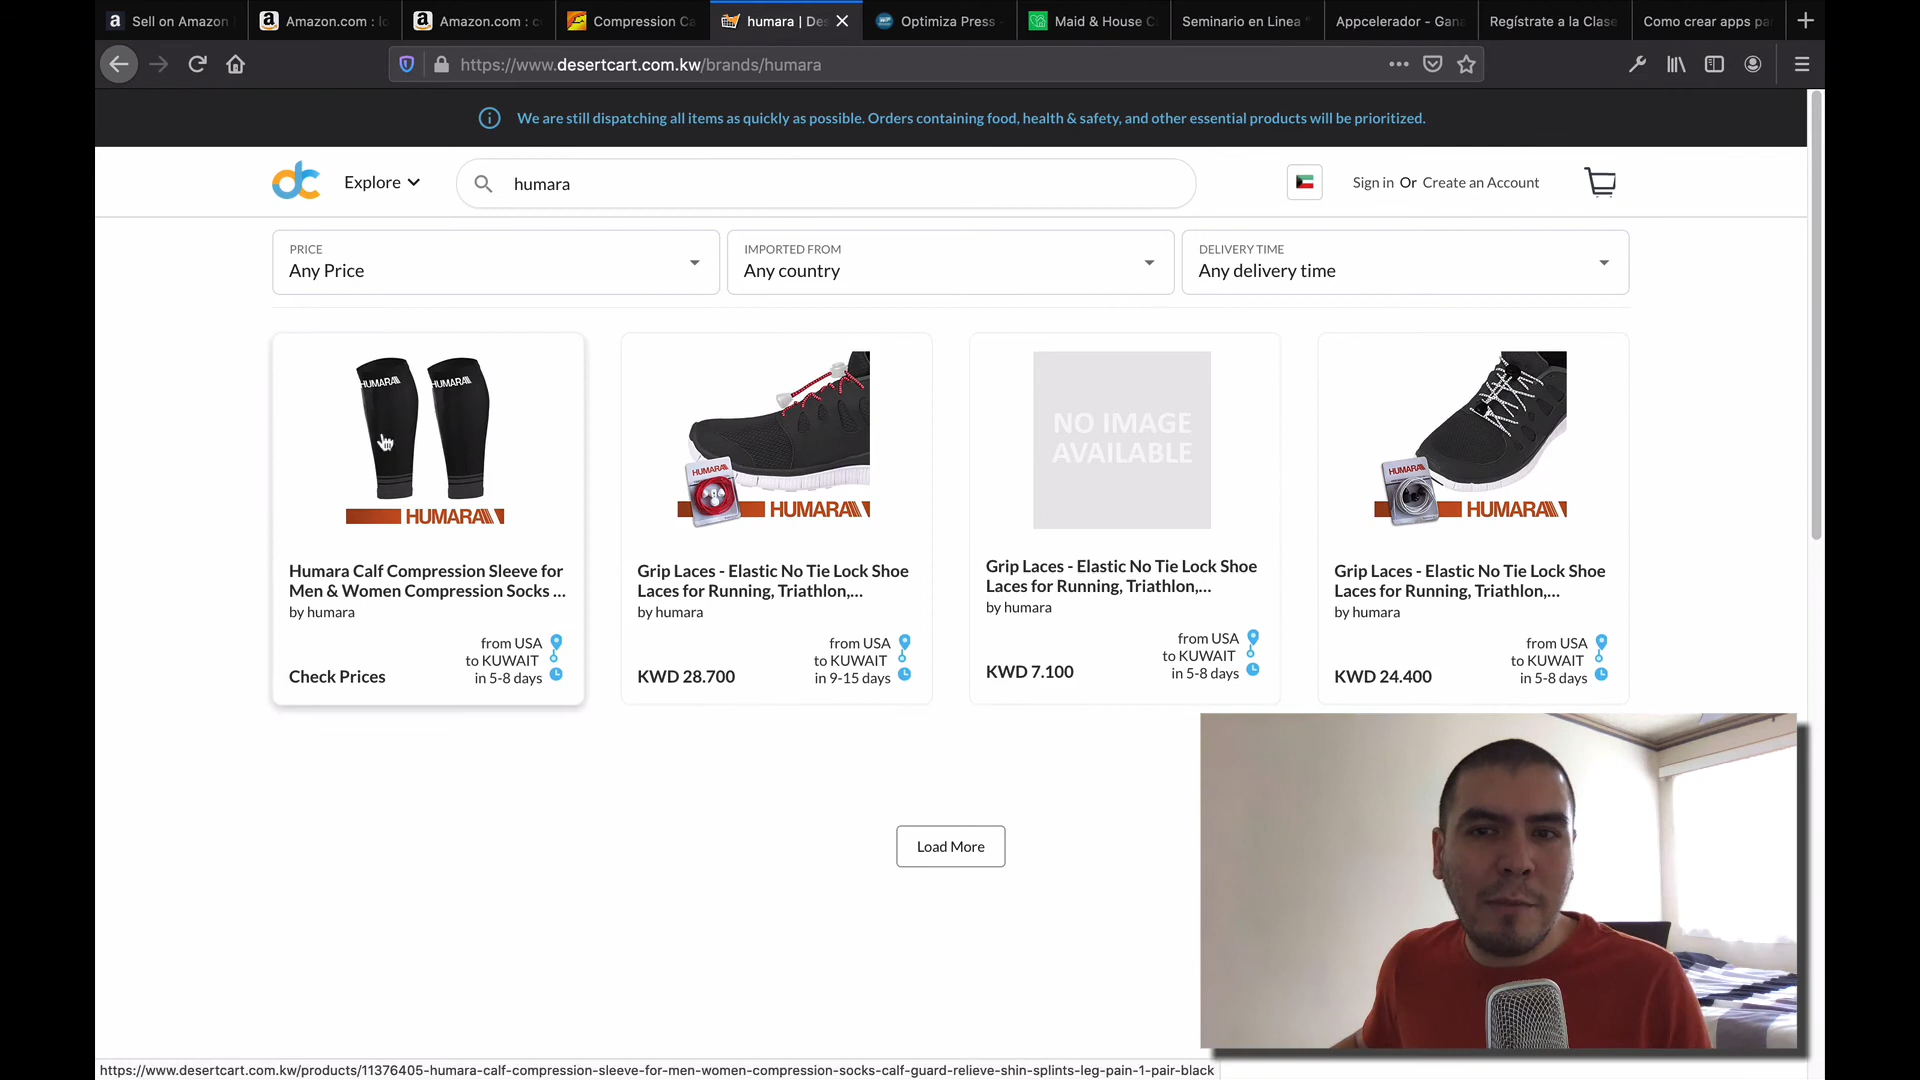 Sell on Amazon
Amazon.com : lo
Amazon.com : c
Compression Ca
humara | Des
Optimiza Press -
Maid & House C
Seminario en Linea "
Appcelerador - Gana
Regístrate a la Clase
Como crear apps pa
https://www.desertcart.com.kw/brands/humara
We are still dispatching all items as quickly as possible. Orders containing food, health & safety, and other essential products will be prioritized.
dc
Explore
humara
Sign in Or Create an Account
PRICE
Any Price
IMPORTED FROM
Any country
DELIVERY TIME
Any delivery time
HUMARA
HUMARA
HUMARA
Humara Calf Compression Sleeve for
Men & Women Compression Socks ...
by humara
from USA
to KUWAIT
in 5-8 days
Check Prices
HUMARA
HUMARA
Grip Laces - Elastic No Tie Lock Shoe
Laces for Running, Triathlon,...
by humara
from USA
to KUWAIT
in 9-15 days
KWD 28.700
NO IMAGE
AVAILABLE
Grip Laces - Elastic No Tie Lock Shoe
Laces for Running, Triathlon,...
by humara
from USA
to KUWAIT
in 5-8 days
KWD 7.100
HUMARA
HUMARA
Grip Laces - Elastic No Tie Lock Shoe
Laces for Running, Triathlon,...
by humara
from USA
to KUWAIT
in 5-8 days
KWD 24.400
Load More
https://www.desertcart.com.kw/products/11376405-humara-calf-compression-sleeve-for-men-women-compression-socks-calf-guard-relieve-shin-splints-leg-pain-1-pair-black